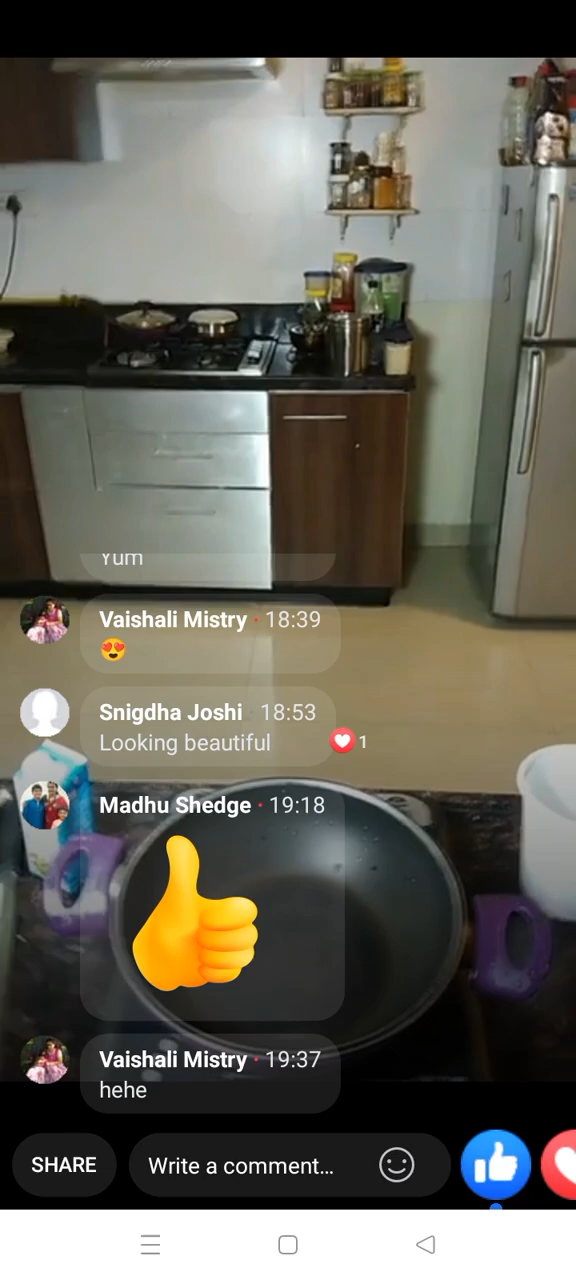 Yum
Vaishali Mistry · 18:39
😍
Snigdha Joshi · 18:53
Looking beautiful
1
Madhu Shedge · 19:18
Vaishali Mistry · 19:37
hehe
SHARE
Write a comment...